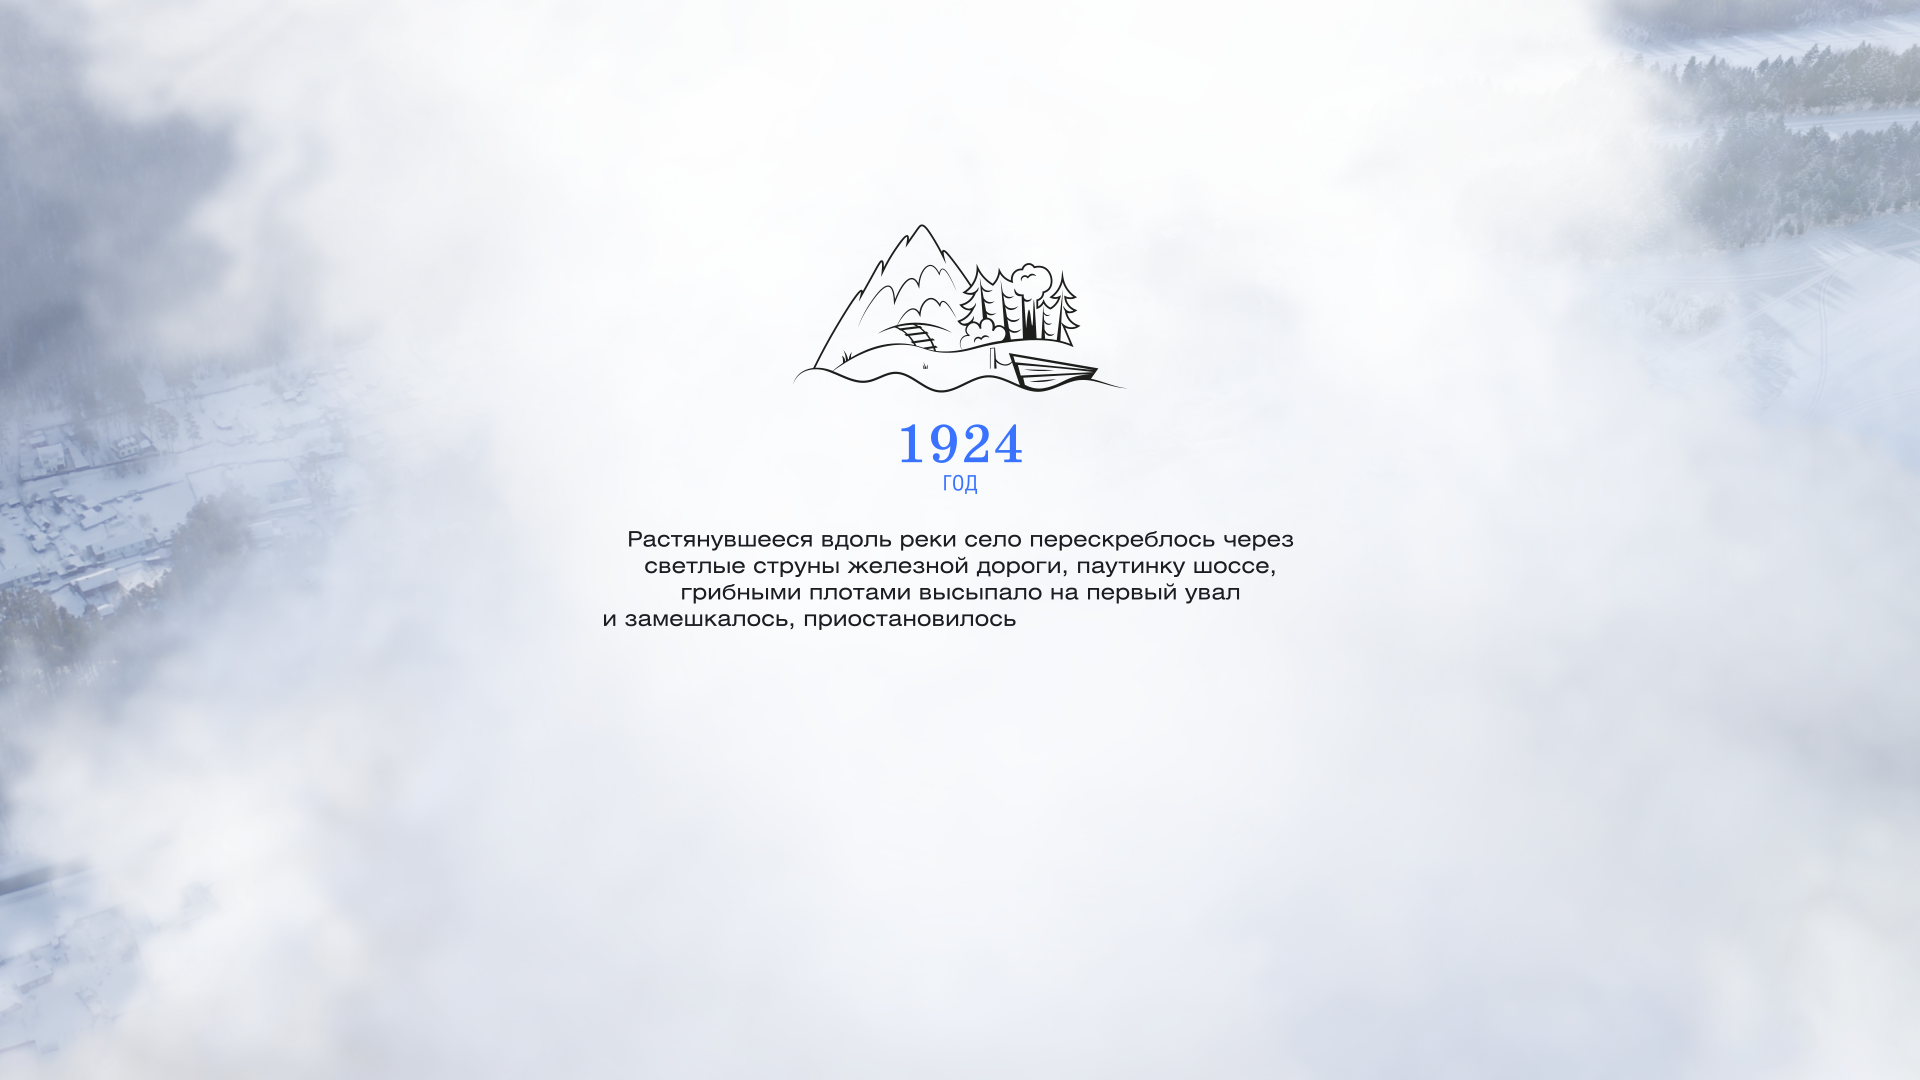 1924
ГОД
Растянувшееся вдоль реки село перескреблось через
светлые струны железной дороги, паутинку шоссе,
грибными плотами высыпало на первый увал
и замешкалось, приостановилось